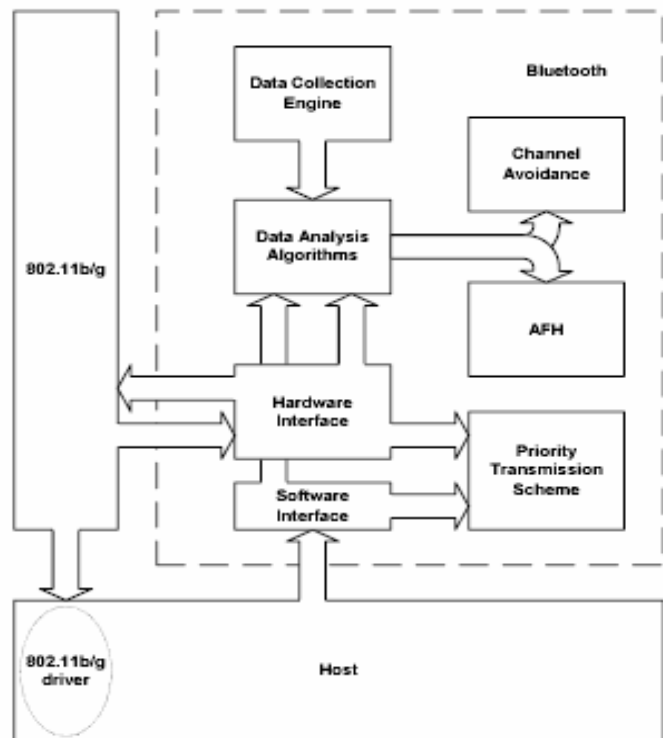 Bluetooth
Data Collection
Engine
Channel
Avoidance
Data Analysis
Algorithms
802.11b/g
AFH
Hardware
Interface
Priority
Transmission
Scheme
Software
Interface
802.11b/g
driver
Host